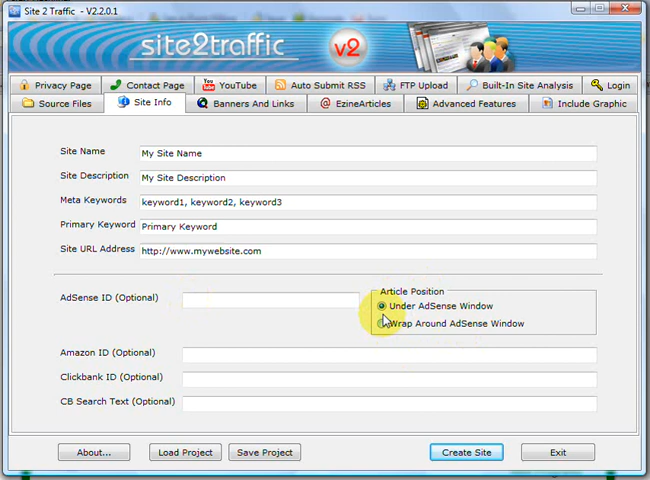 Site 2 Traffic - V2.2.0.1
site2traffic v2
Privacy Page Contact Page You Tube YouTube Auto Submit RSS FTP Upload Built-In Site Analysis Login
Source Files Site Info Banners And Links @ EzineArticles Advanced Features Include Graphic
Site Name My Site Name
Site Description My Site Description
Meta Keywords keyword1, keyword2, keyword3
Primary Keyword Primary Keyword
Site URL Address http://www.mywebsite.com
Article Position
AdSense ID (Optional) Under AdSense Window
Wrap Around AdSense Window
Amazon ID (Optional)
Clickbank ID (Optional)
CB Search Text (Optional)
About... Load Project Save Project Create Site Exit